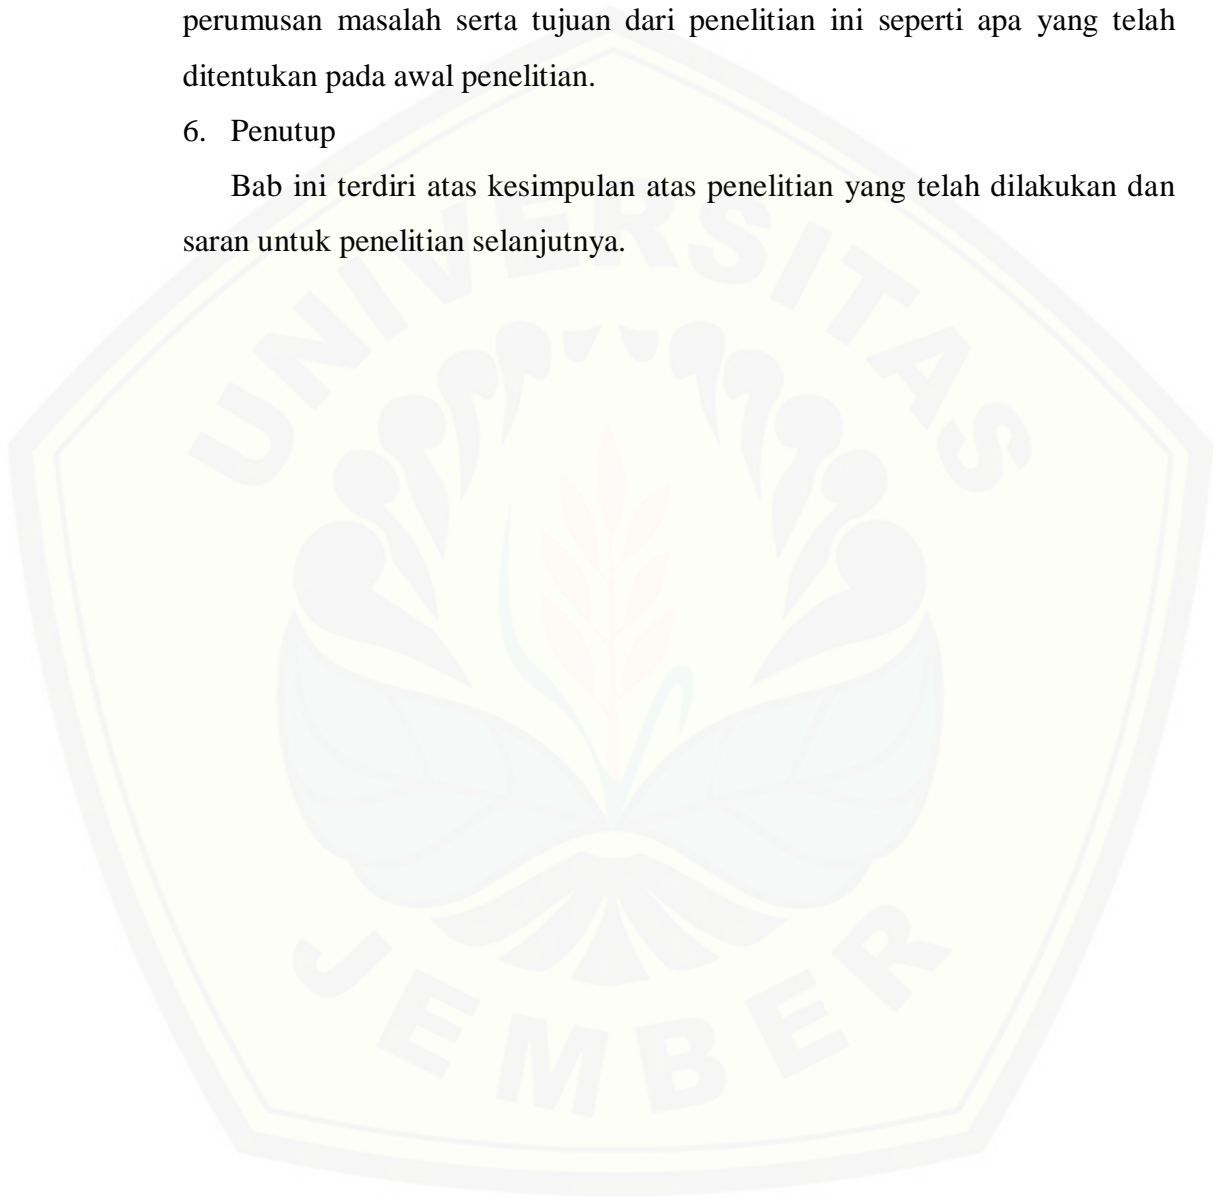 perumusan masalah serta tujuan dari penelitian ini seperti apa yang telah
ditentukan pada awal penelitian.
6. Penutup
Bab ini terdiri atas kesimpulan atas penelitian yang telah dilakukan dan
saran untuk penelitian selanjutnya.
UNIVERSITAS
JEMBER